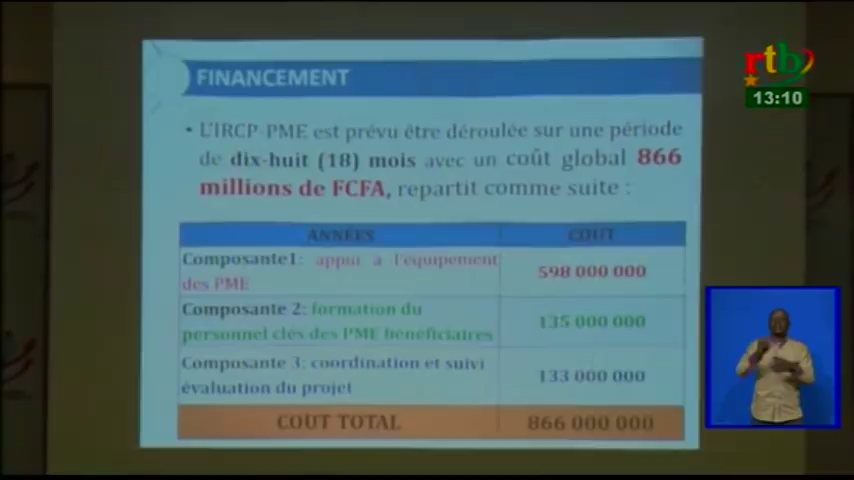 FINANCEMENT
rtb
13:10
• L'IRCP-PME est prévu être déroulée sur une période
de dix-huit (18) mois avec un coût global 866
millions de FCFA, repartit comme suite :
ANNÉES COUT
Composante1: appui a l'équipement
des PME
598 000 000
Composante 2: formation du
personnel clés des PME bénéficiaires
135 000 000
Composante 3: coordination et suivi
évaluation du projet
133 000 000
COUT TOTAL 866 000 000